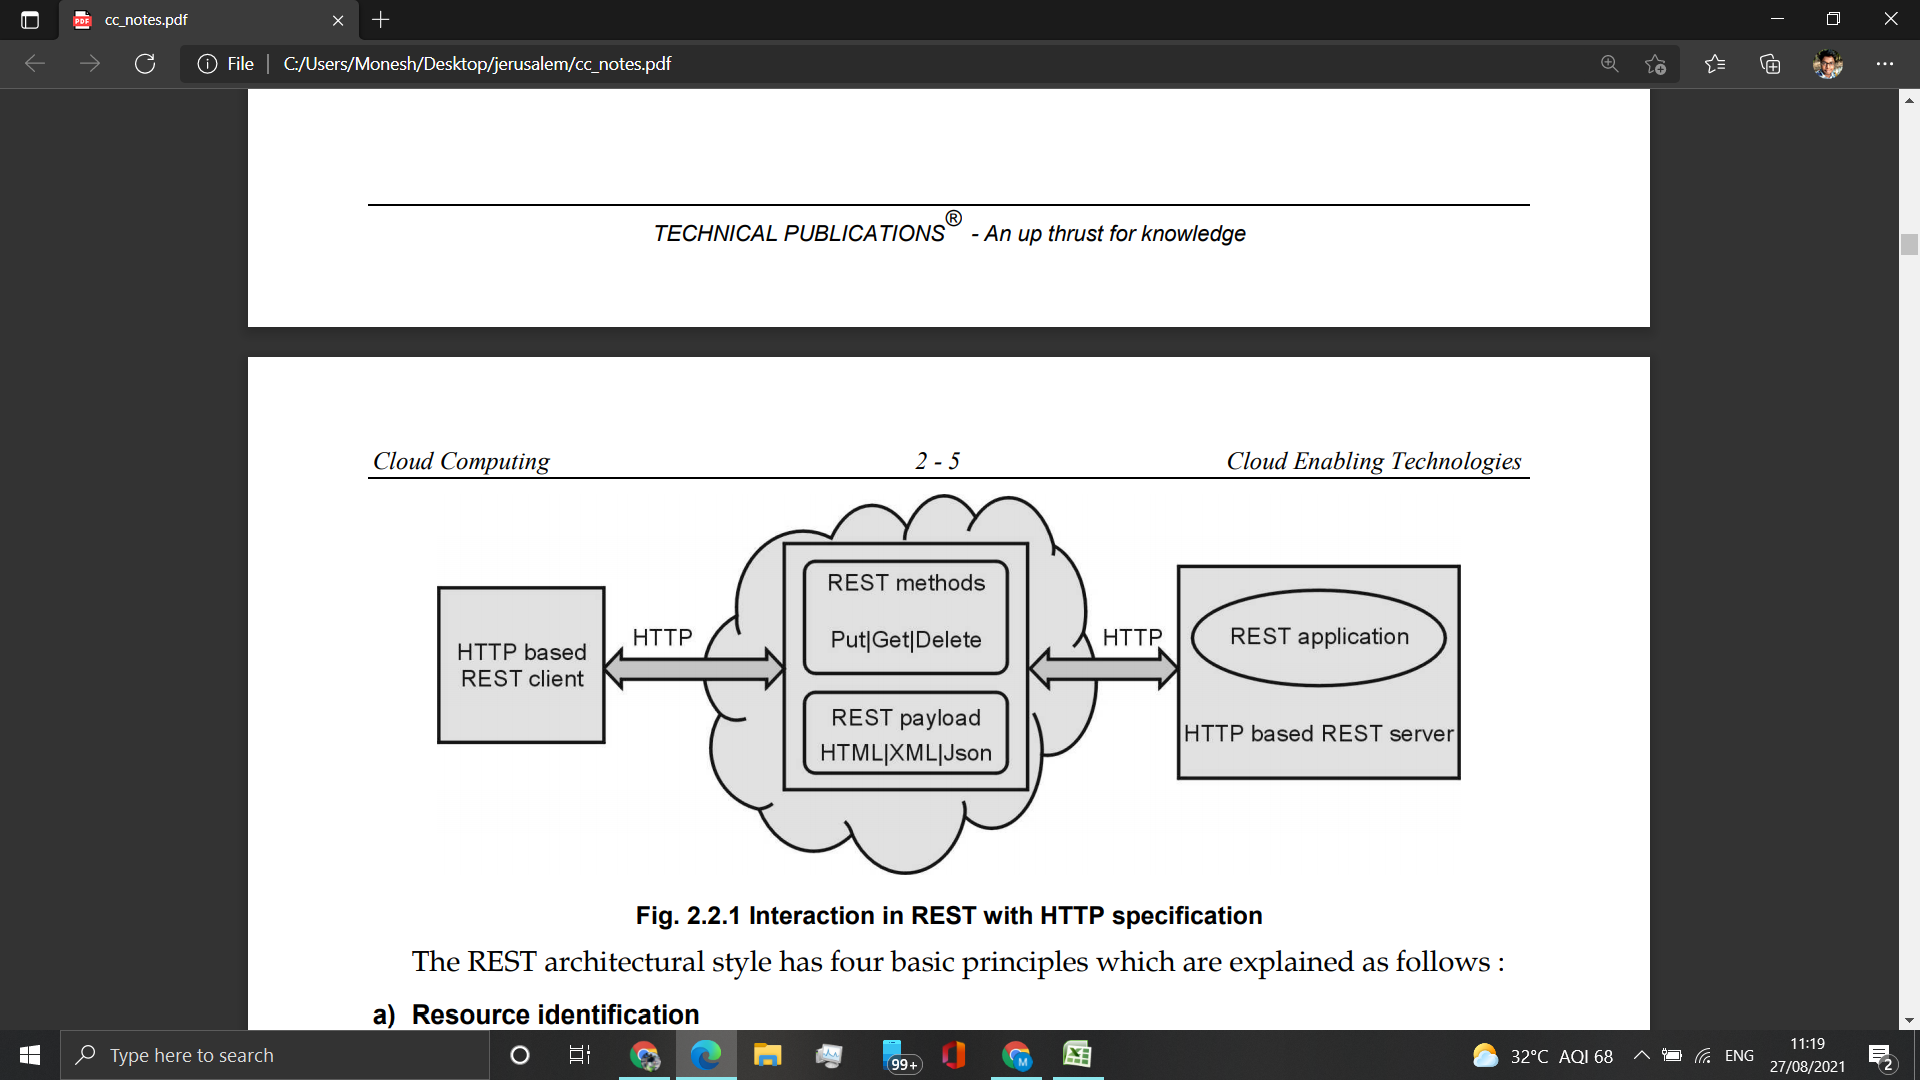 cc_notes.pdf
File
C:/Users/Monesh/Desktop/jerusalem/cc_notes.pdf
TECHNICAL PUBLICATIONS® - An up thrust for knowledge
Cloud Computing 2 - 5 Cloud Enabling Technologies
HTTP based
REST client
HTTP
REST methods
Put|Get|Delete
REST payload
HTML|XML|Json
HTTP
REST application
HTTP based REST server
Fig. 2.2.1 Interaction in REST with HTTP specification
The REST architectural style has four basic principles which are explained as follows :
a) Resource identification
Type here to search
99+
M
32°C AQI 68
ENG
11:19
27/08/2021
2